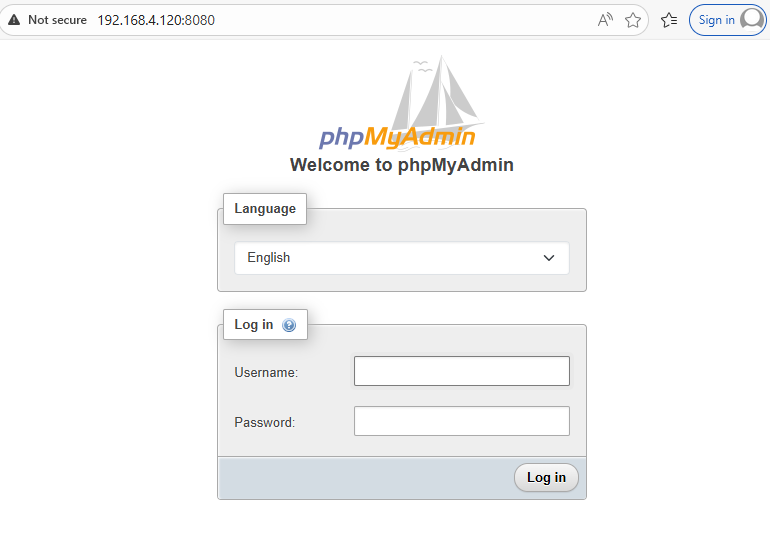 Not secure 192.168.4.120:8080 Sign in
phpMyAdmin
Welcome to phpMyAdmin
Language
English
Log in
Username:
Password:
Log in